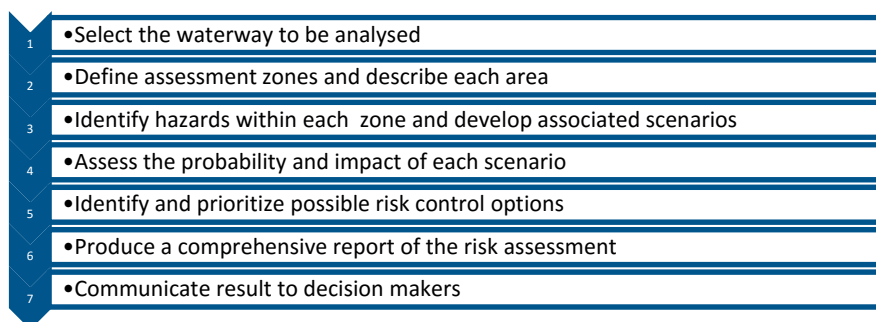 1 •Select the waterway to be analysed
2 •Define assessment zones and describe each area
3 •Identify hazards within each zone and develop associated scenarios
4 •Assess the probability and impact of each scenario
5 •Identify and prioritize possible risk control options
6 •Produce a comprehensive report of the risk assessment
7 •Communicate result to decision makers